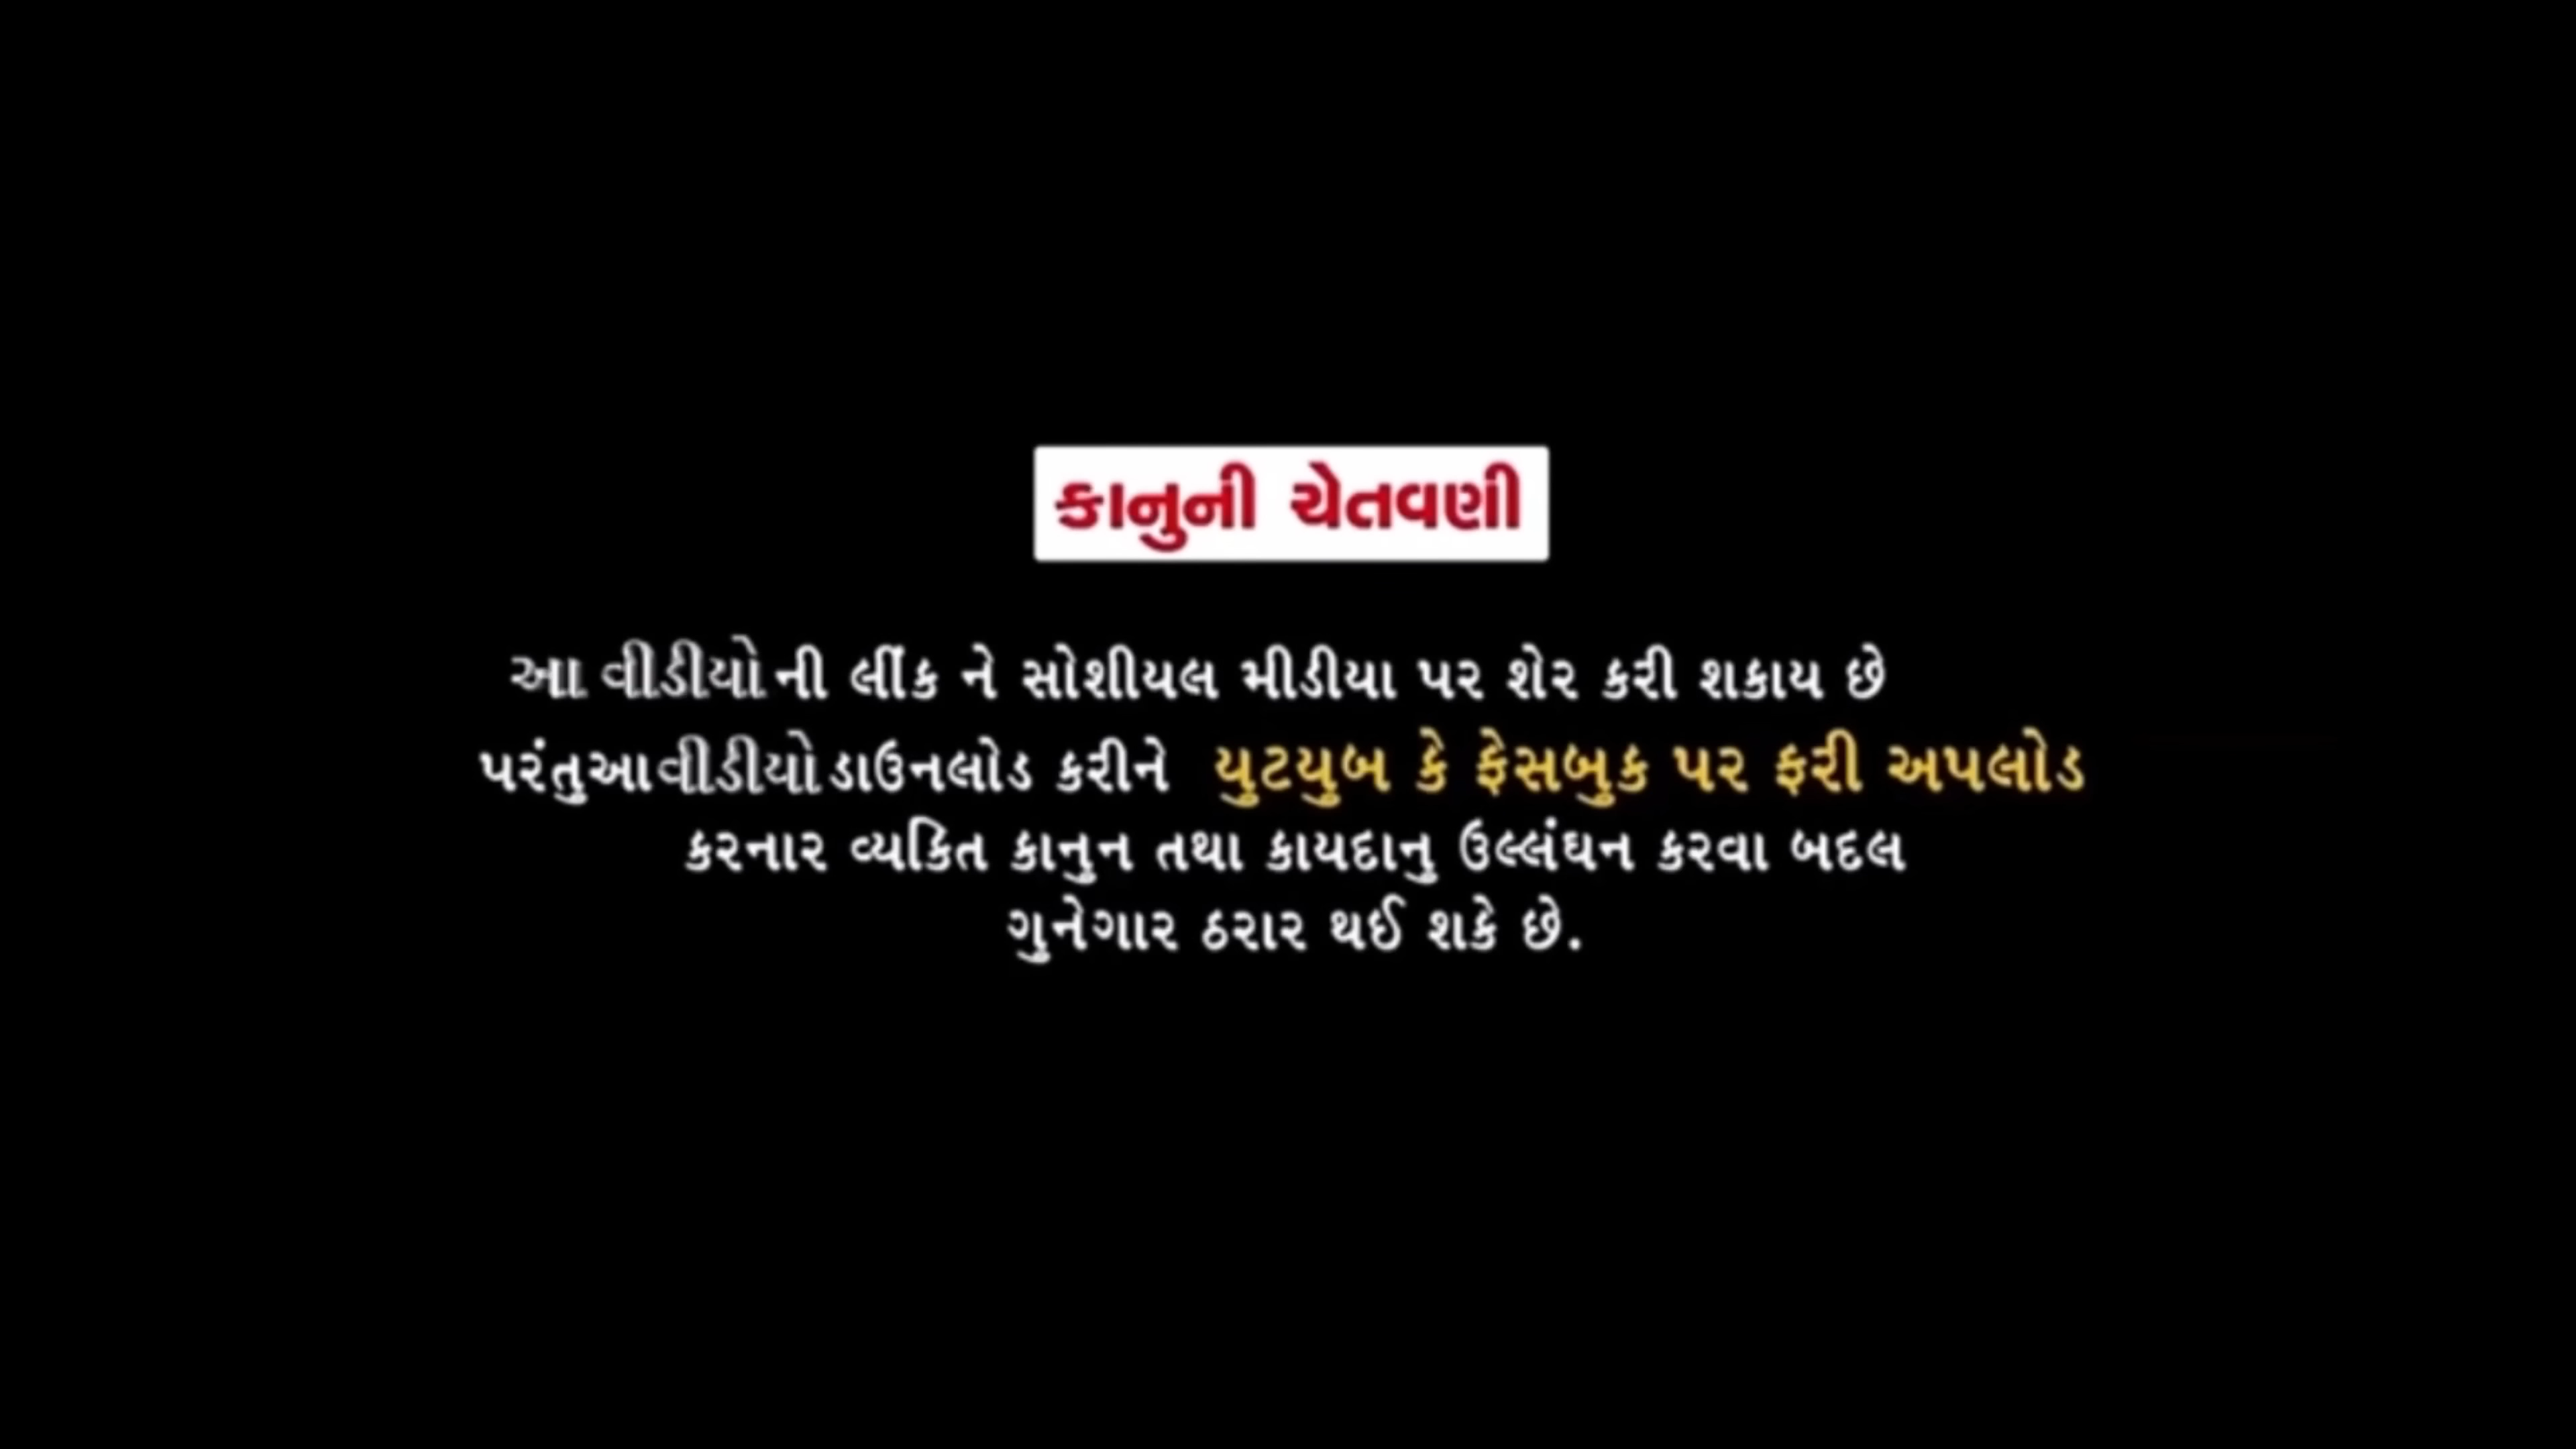 કાનુની ચેતવણી
આ વીડીયો ની લીંક ને સોશીયલ મીડીયા પર શેર કરી શકાય છે
પરંતુઆવીડીયો ડાઉનલોડ કરીને યુટયુબ કે ફેસબુક પર ફરી અપલોડ
કરનાર વ્યકિત કાનુન તથા કાયદાનુ ઉલ્લંઘન કરવા બદલ
ગુનેગાર ઠરાર થઈ શકે છે.